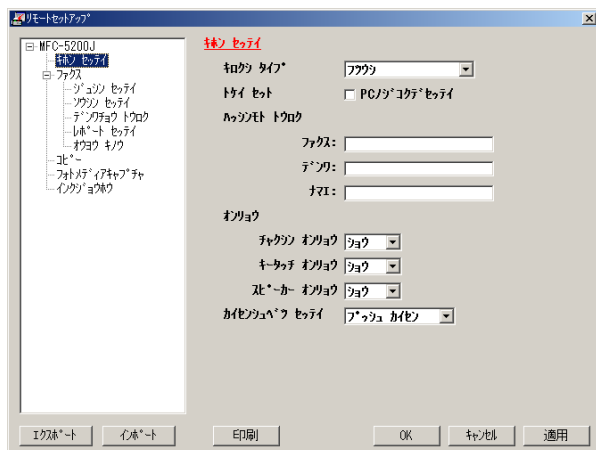 ﾘﾓｰﾄｾｯﾄｱｯﾌﾟ
MFC-5200J
ｷﾎﾝ ｾｯﾃｲ
ﾌｧｸｽ
ｼﾞｭｼﾝ ｾｯﾃｲ
ｿｳｼﾝ ｾｯﾃｲ
ﾃﾞﾝﾜﾁｮｳ ﾄｳﾛｸ
ﾚﾎﾟｰﾄ ｾｯﾃｲ
ｵｳﾖｳ ｷﾉｳ
ｺﾋﾟｰ
ﾌｫﾄﾒﾃﾞｨｱｷｬﾌﾟﾁｬ
ｲﾝｸｼﾞｮｳﾎｳ
ｷﾎﾝ ｾｯﾃｲ
ｷﾛｸｼ ﾀｲﾌﾟ ﾌﾂｳｼ
ﾄｹｲ ｾｯﾄ PCﾉｼﾞｺｸﾃﾞｾｯﾃｲ
ﾊｯｼﾝﾓﾄ ﾄｳﾛｸ
ﾌｧｸｽ:
ﾃﾞﾝﾜ:
ﾅﾏｴ:
ｵﾝﾘｮｳ
ﾁｬｸｼﾝ ｵﾝﾘｮｳ ｼｮｳ
ｷｰﾀｯﾁ ｵﾝﾘｮｳ ｼｮｳ
ｽﾋﾟｰｶｰ ｵﾝﾘｮｳ ｼｮｳ
ｶｲｾﾝｼｭﾍﾞﾂ ｾｯﾃｲ ﾌﾟｯｼｭ ｶｲｾﾝ
ｴｸｽﾎﾟｰﾄ ｲﾝﾎﾟｰﾄ 印刷 OK ｷｬﾝｾﾙ 適用